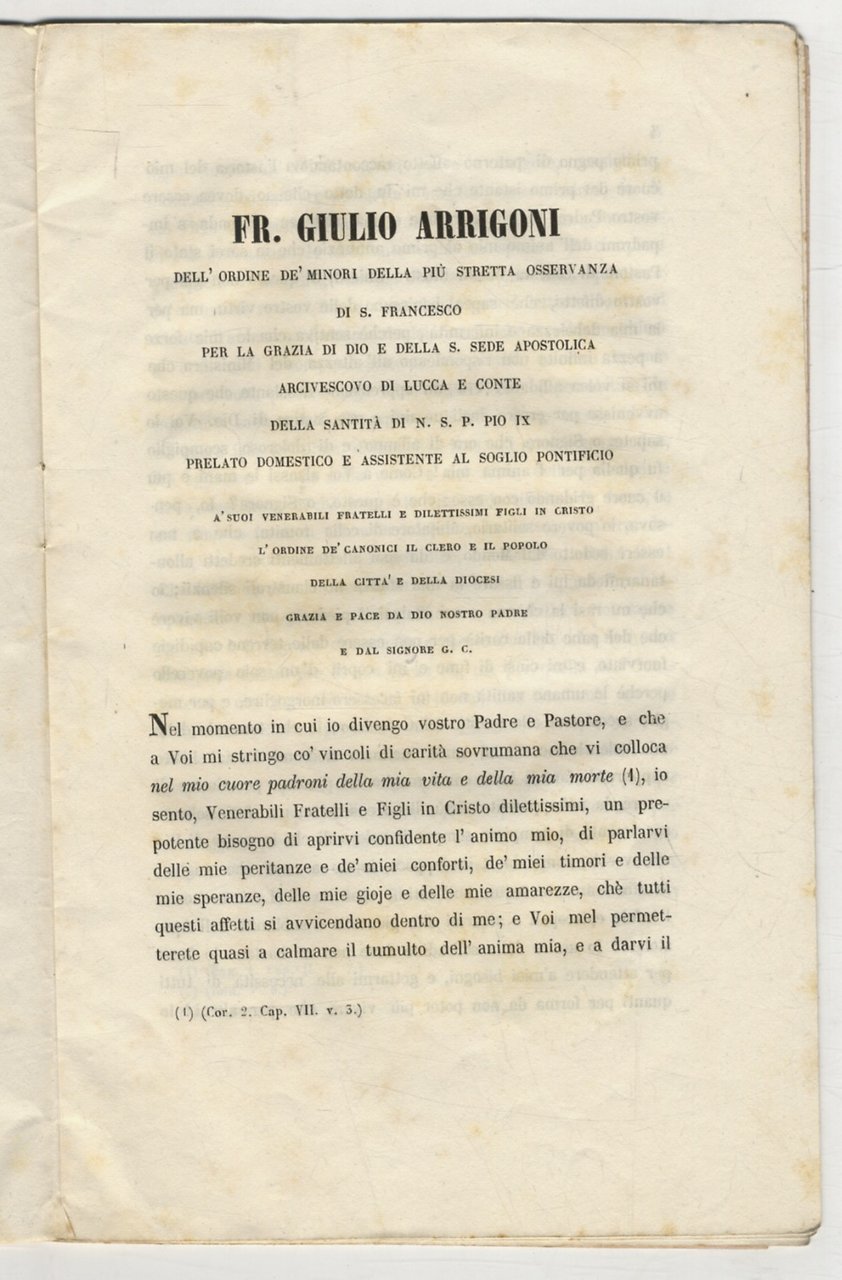 FR. GIULIO ARRIGONI
DELL' ORDINE DE' MINORI DELLA PIÙ STRETTA OSSERVANZA
DI S. FRANCESCO
PER LA GRAZIA DI DIO E DELLA S. SEDE APOSTOLICA
ARCIVESCOVO DI LUCCA E CONTE
DELLA SANTITÀ DI N. S. P. PIO IX
PRELATO DOMESTICO E ASSISTENTE AL SOGLIO PONTIFICIO
A' SUOI VENERABILI FRATELLI E DILETTISSIMI FIGLI IN CRISTO
L' ORDINE DE' CANONICI IL CLERO E IL POPOLO
DELLA CITTA' E DELLA DIOCESI
GRAZIA E PACE DA DIO NOSTRO PADRE
E DAL SIGNORE G. C.
Nel momento in cui io divengo vostro Padre e Pastore, e che
a Voi mi stringo co' vincoli di carità sovrumana che vi colloca
nel mio cuore padroni della mia vita e della mia morte (1), io
sento, Venerabili Fratelli e Figli in Cristo dilettissimi, un pre-
potente bisogno di aprirvi confidente l' animo mio, di parlarvi
delle mie peritanze e de' miei conforti, de' miei timori e delle
mie speranze, delle mie gioje e delle mie amarezze, chè tutti
questi affetti si avvicendano dentro di me; e Voi mel permet-
terete quasi a calmare il tumulto dell' anima mia, e a darvi il
(1) (Cor. 2. Cap. VII. v. 3.)